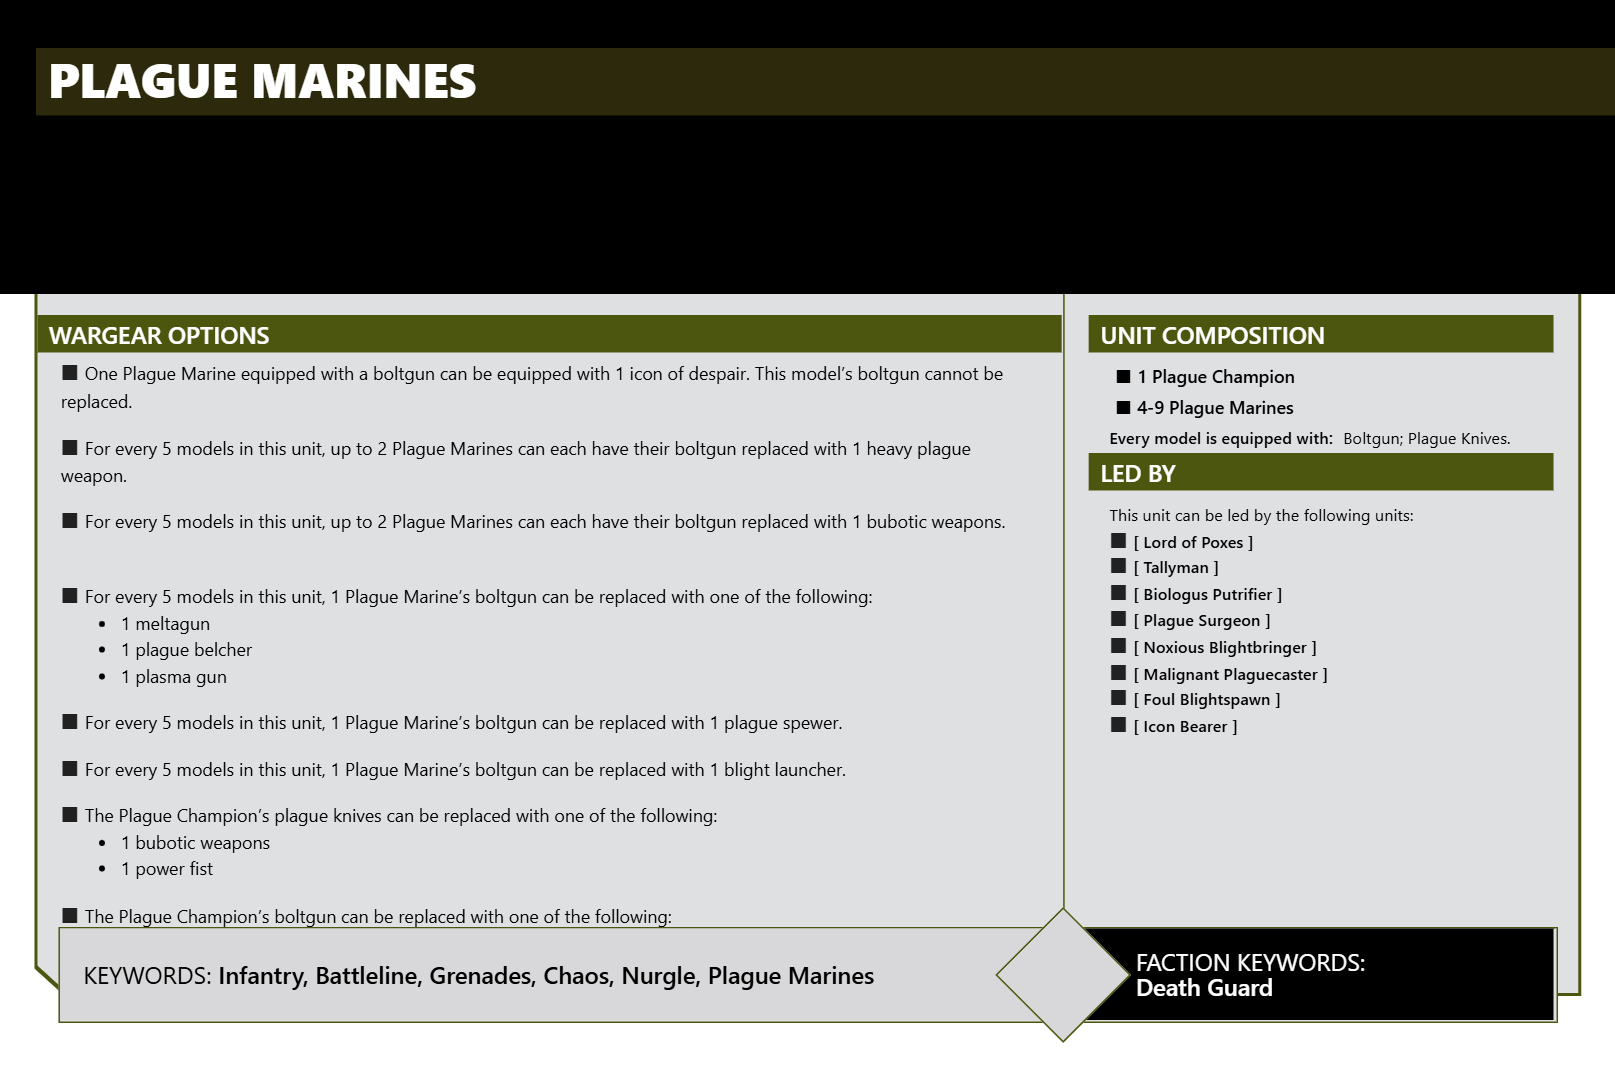 PLAGUE MARINES
WARGEAR OPTIONS
■ One Plague Marine equipped with a boltgun can be equipped with 1 icon of despair. This model’s boltgun cannot be
replaced.
■ For every 5 models in this unit, up to 2 Plague Marines can each have their boltgun replaced with 1 heavy plague
weapon.
■ For every 5 models in this unit, up to 2 Plague Marines can each have their boltgun replaced with 1 bubotic weapons.
■ For every 5 models in this unit, 1 Plague Marine’s boltgun can be replaced with one of the following:
• 1 meltagun
• 1 plague belcher
• 1 plasma gun
■ For every 5 models in this unit, 1 Plague Marine’s boltgun can be replaced with 1 plague spewer.
■ For every 5 models in this unit, 1 Plague Marine’s boltgun can be replaced with 1 blight launcher.
■ The Plague Champion’s plague knives can be replaced with one of the following:
• 1 bubotic weapons
• 1 power fist
■ The Plague Champion’s boltgun can be replaced with one of the following:
UNIT COMPOSITION
■ 1 Plague Champion
■ 4-9 Plague Marines
Every model is equipped with: Boltgun; Plague Knives.
LED BY
This unit can be led by the following units:
■ [ Lord of Poxes ]
■ [ Tallyman ]
■ [ Biologus Putrifier ]
■ [ Plague Surgeon ]
■ [ Noxious Blightbringer ]
■ [ Malignant Plaguecaster ]
■ [ Foul Blightspawn ]
■ [ Icon Bearer ]
KEYWORDS: Infantry, Battleline, Grenades, Chaos, Nurgle, Plague Marines
FACTION KEYWORDS:
Death Guard